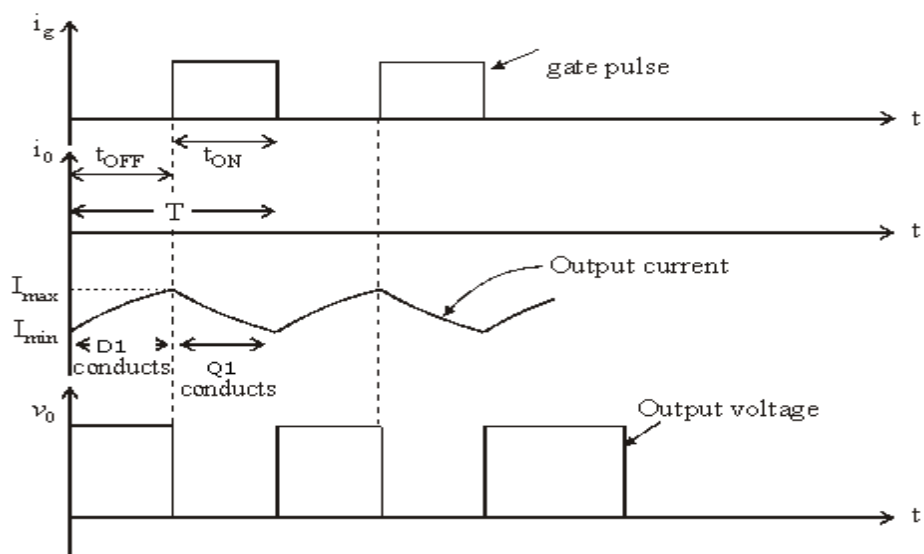 i_g
gate pulse
t
t_OFF
t_ON
i_0
T
t
Output current
I_max
I_min
D1
conducts
Q1
conducts
v_0
Output voltage
t